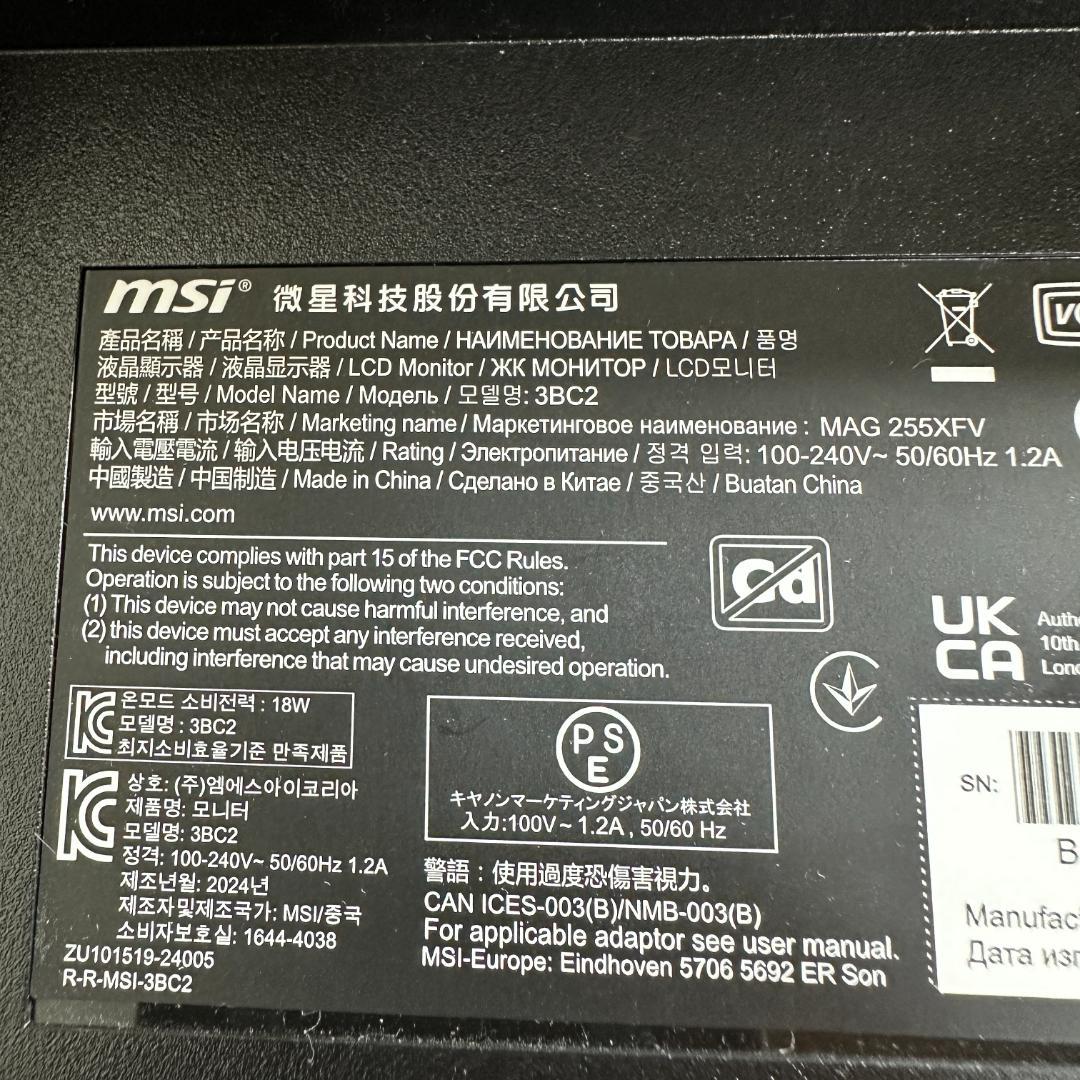 msi® 微星科技股份有限公司
產品名稱 / 产品名称 / Product Name / НАИМЕНОВАНИЕ ТОВАРА / 품명
液晶顯示器 / 液晶显示器 / LCD Monitor / ЖК МОНИТОР / LCD모니터
型號 / 型号 / Model Name / Модель / 모델명: 3BC2
市場名稱 / 市场名称 / Marketing name / Маркетинговое наименование : MAG 255XFV
輸入電壓電流 / 输入电压电流 / Rating / Электропитание / 정격 입력: 100-240V~ 50/60Hz 1.2A
中國製造 / 中国制造 / Made in China / Сделано в Китае / 중국산 / Buatan China
www.msi.com
This device complies with part 15 of the FCC Rules.
Operation is subject to the following two conditions:
(1) This device may not cause harmful interference, and
(2) this device must accept any interference received,
including interference that may cause undesired operation.
Cd
UK
CA
10th
온모드 소비전력 : 18W
모델명 : 3BC2
최지소비효율기준 만족제품
상호: (주)엠에스아이코리아
제품명: 모니터
모델명: 3BC2
정격: 100-240V~ 50/60Hz 1.2A
제조년월: 2024년
제조자및제조국가: MSI/중국
소비자보호실: 1644-4038
ZU101519-24005
R-R-MSI-3BC2
PS
E
キヤノンマーケティングジャパン株式会社
入力:100V~ 1.2A , 50/60 Hz
警語：使用過度恐傷害視力。
CAN ICES-003(B)/NMB-003(B)
For applicable adaptor see user manual.
MSI-Europe: Eindhoven 5706 5692 ER Son
SN:
B
Дата